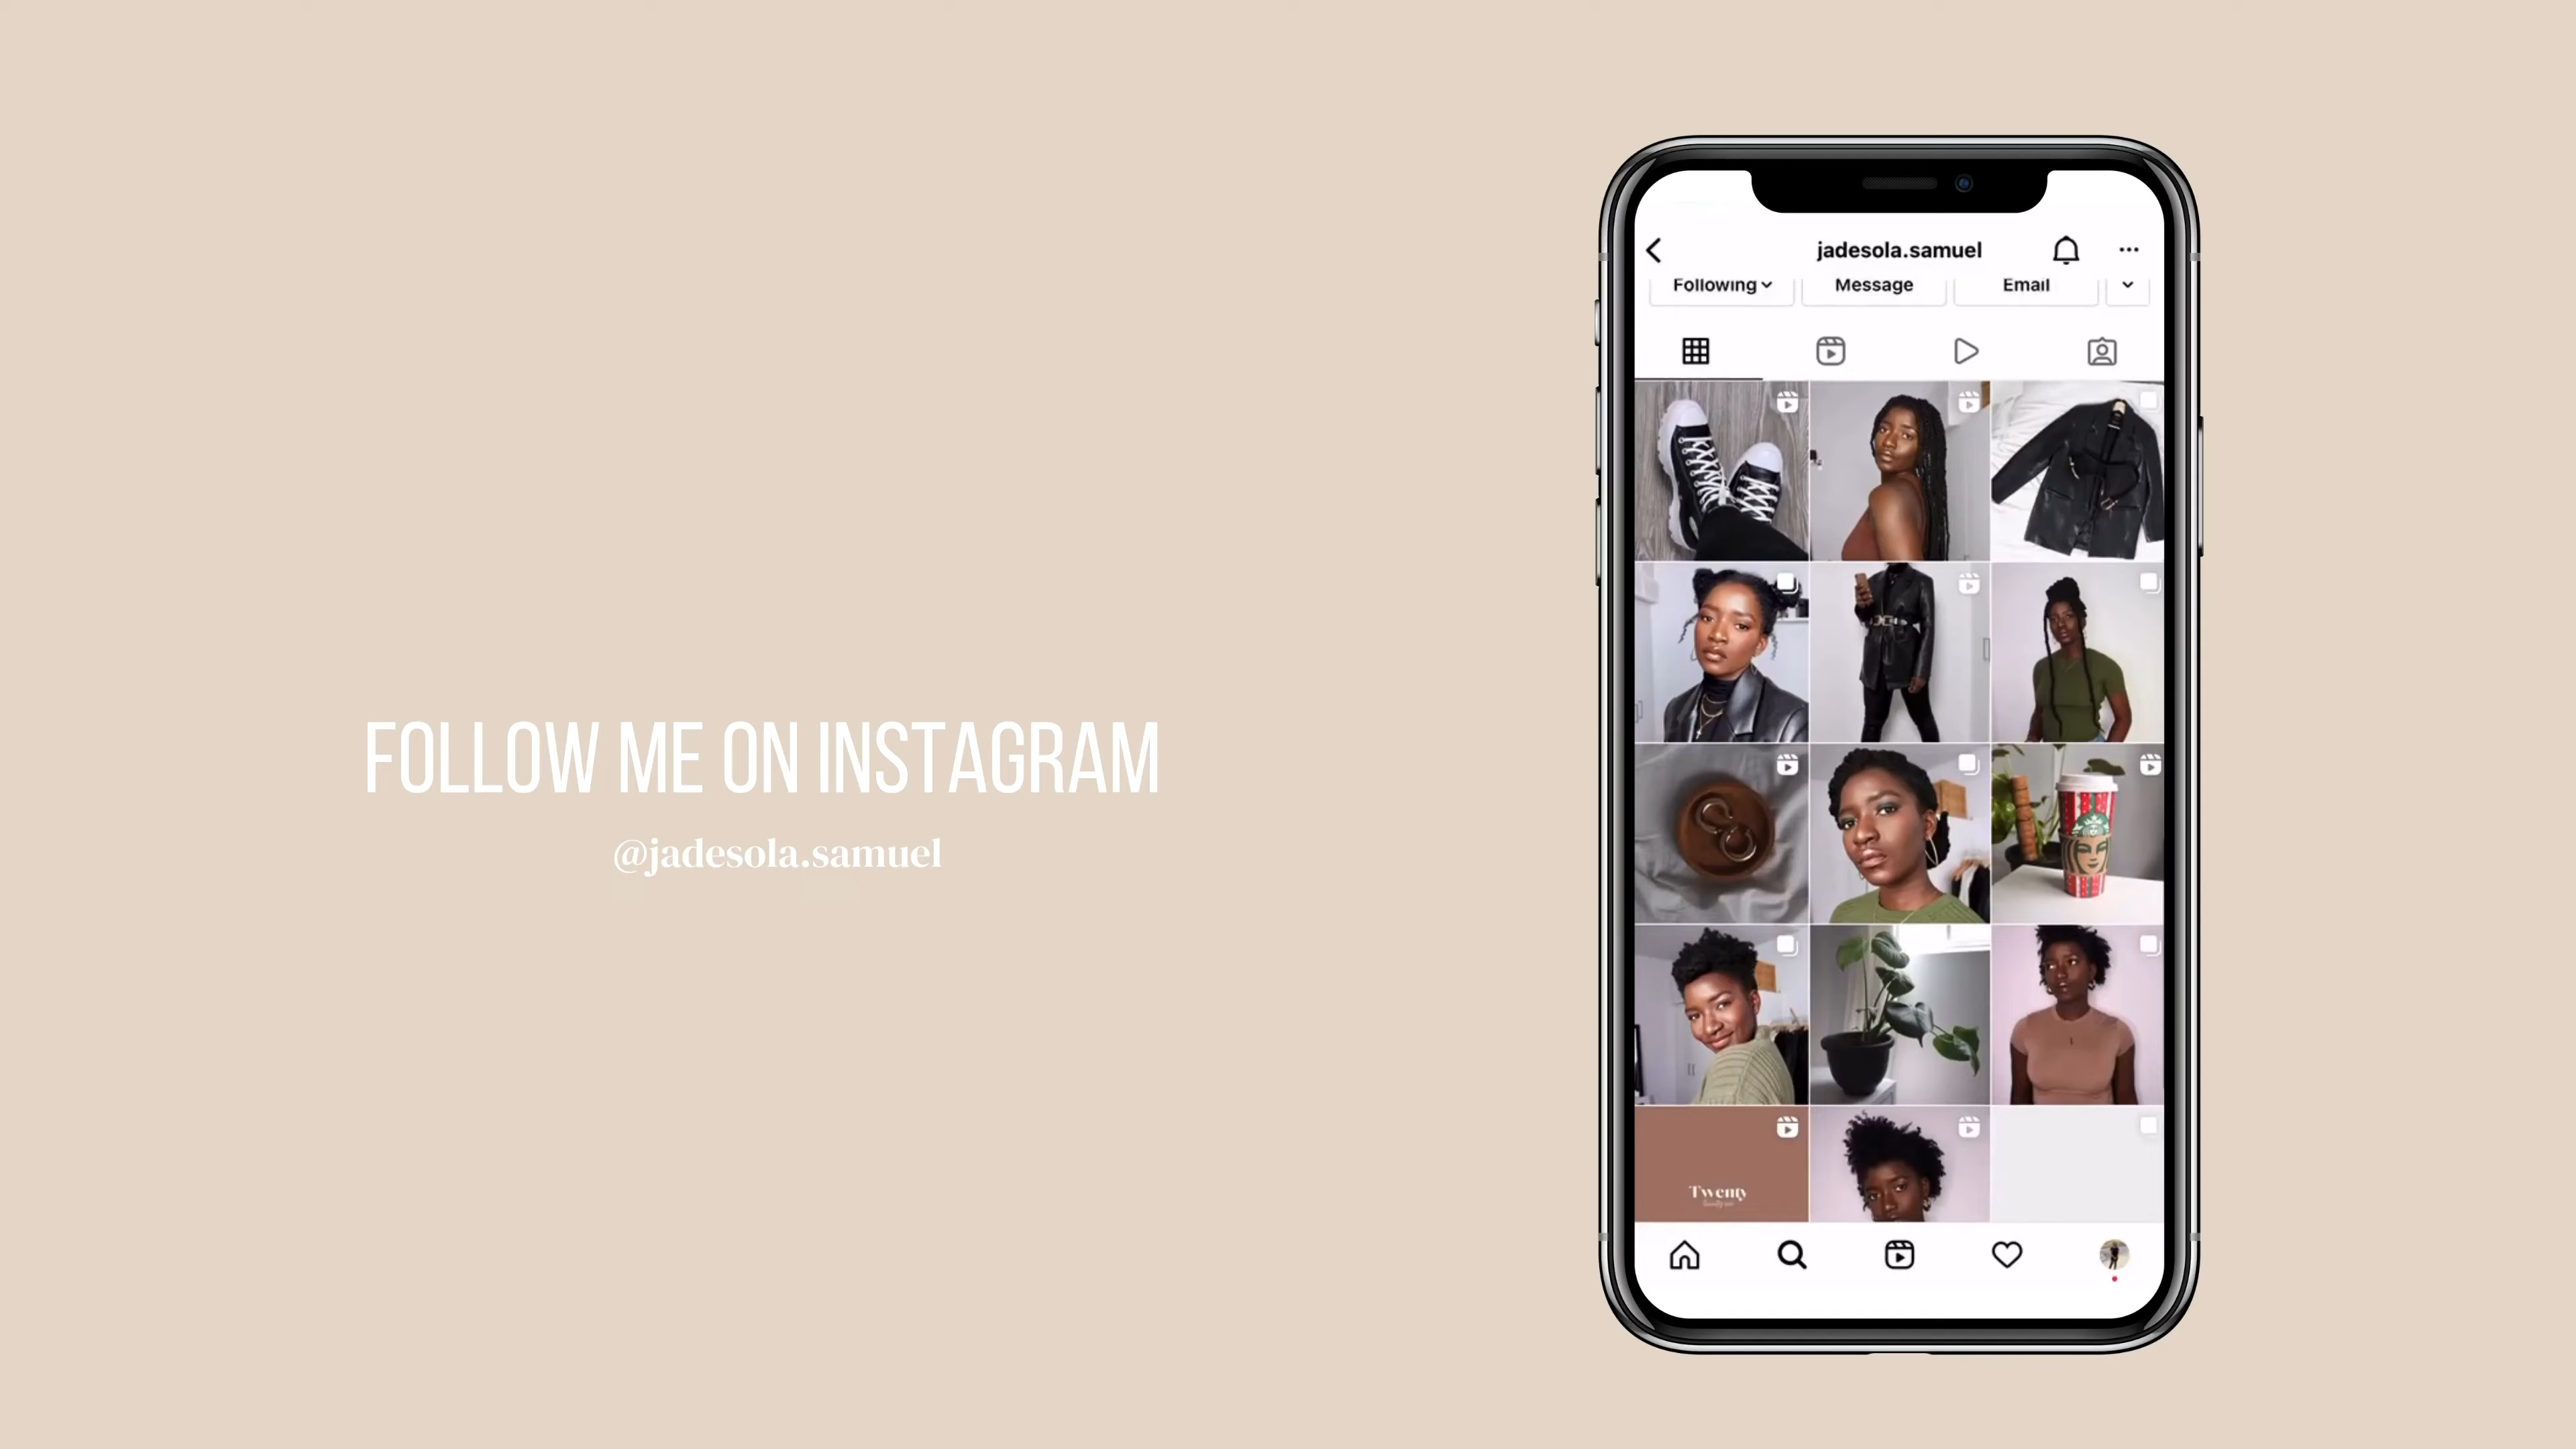 FOLLOW ME ON INSTAGRAM
@jadesola.samuel
jadesola.samuel
Following
Message
Email
Twenty